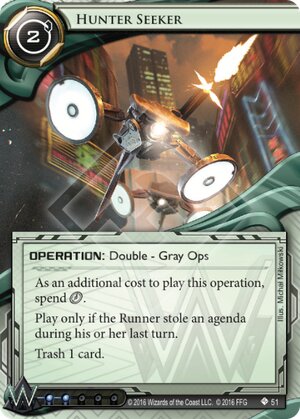 HUNTER SEEKER
2
OPERATION: Double - Gray Ops
As an additional cost to play this operation,
spend .
Play only if the Runner stole an agenda
during his or her last turn.
Trash 1 card.
Illus. Michał Miłkowski
© 2016 Wizards of the Coast LLC. © 2016 FFG
51